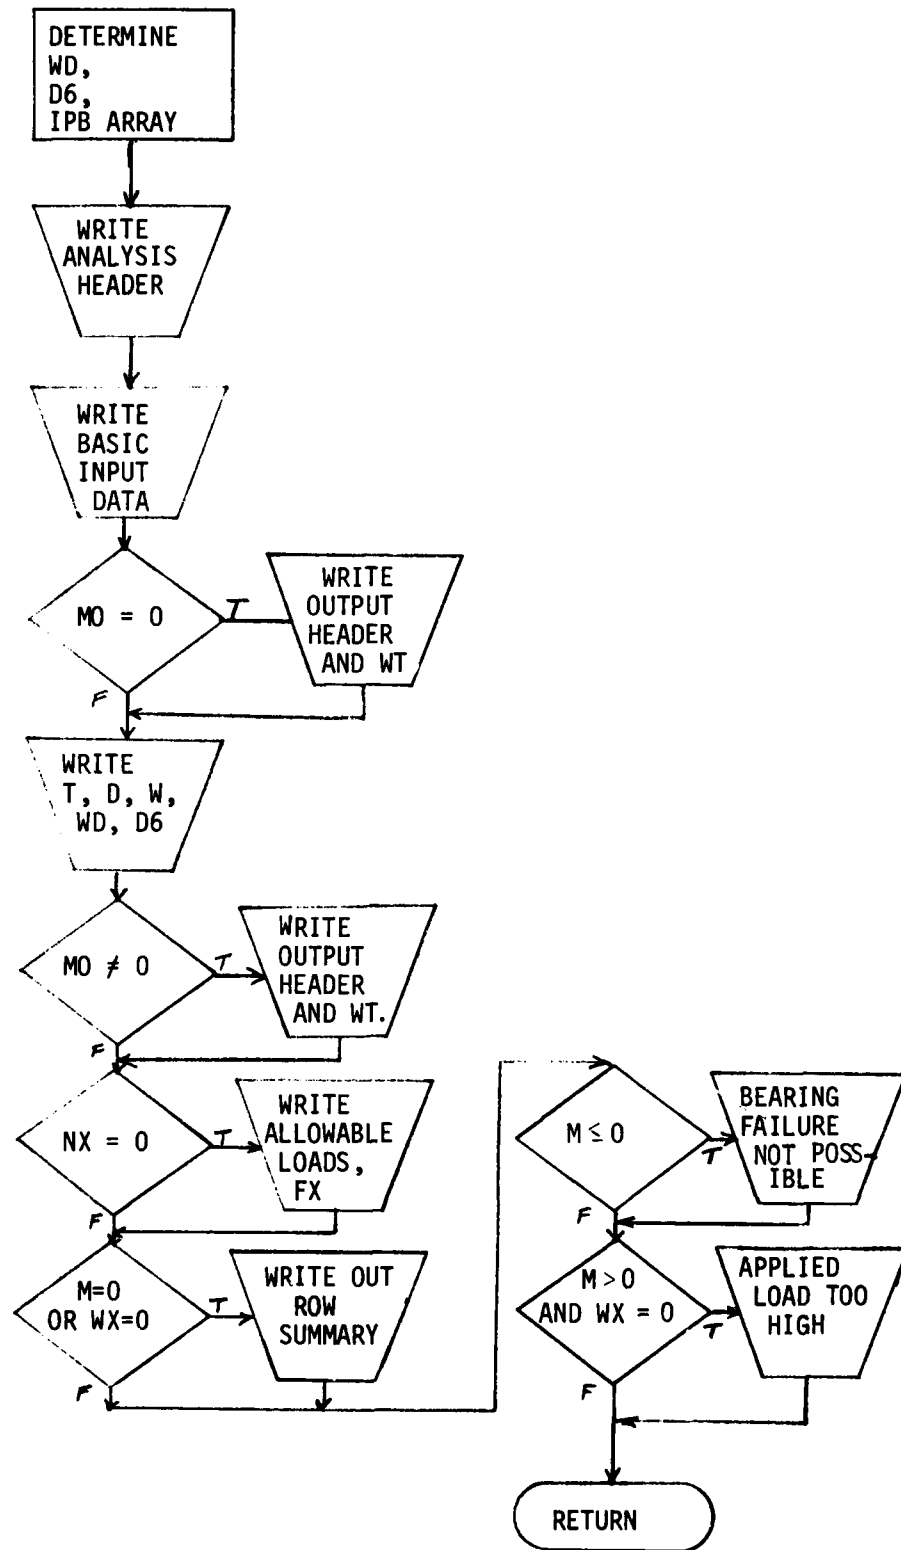 DETERMINE
WD,
D6,
IPB ARRAY
WRITE
ANALYSIS
HEADER
WRITE
BASIC
INPUT
DATA
MO = 0
T
F
WRITE
OUTPUT
HEADER
AND WT
WRITE
T, D, W,
WD, D6
MO ≠ 0
T
F
WRITE
OUTPUT
HEADER
AND WT.
NX = 0
T
F
WRITE
ALLOWABLE
LOADS,
FX
M=0
OR WX=0
T
F
WRITE OUT
ROW
SUMMARY
M ≤ 0
T
F
BEARING
FAILURE
NOT POSS-
IBLE
M > 0
AND WX = 0
T
F
APPLIED
LOAD TOO
HIGH
RETURN